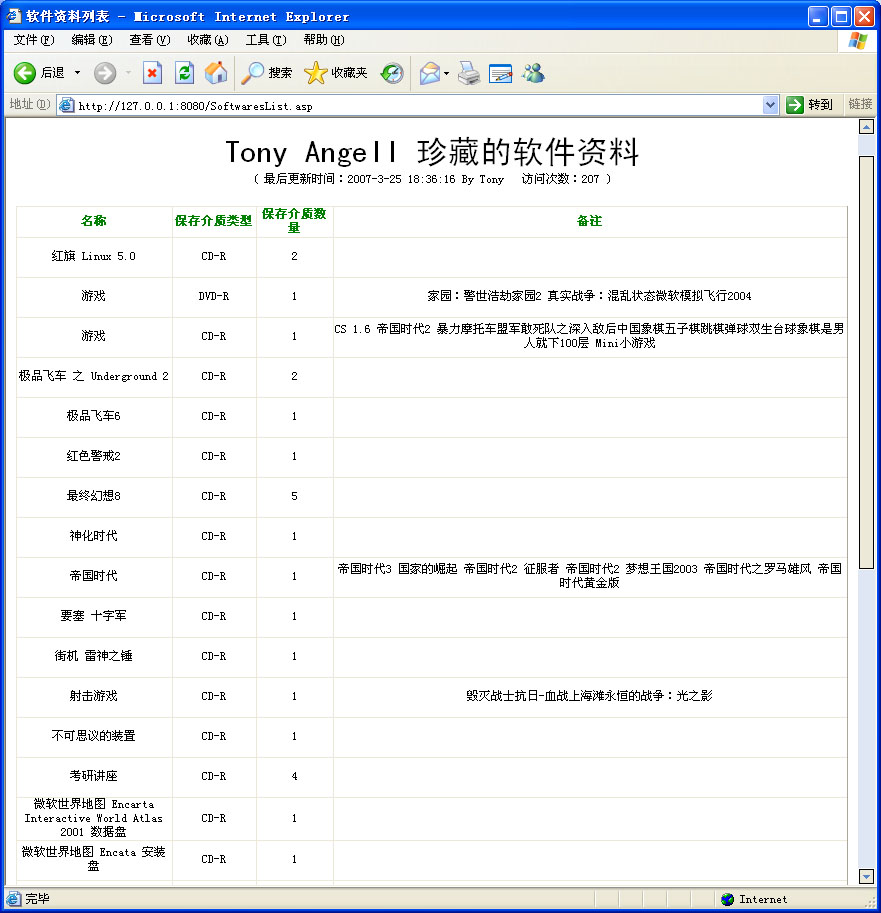 软件资料列表 - Microsoft Internet Explorer
文件(F) 编辑(E) 查看(V) 收藏(A) 工具(T) 帮助(H)
后退 搜索 收藏夹
地址(D) http://127.0.0.1:8080/SoftwaresList.asp 转到 链接
Tony Angell 珍藏的软件资料
( 最后更新时间：2007-3-25 18:36:16 By Tony 访问次数：207 )
名称 保存介质类型 保存介质数量 备注
红旗 Linux 5.0 CD-R 2
游戏 DVD-R 1 家园：警世浩劫家园2 真实战争：混乱状态微软模拟飞行2004
游戏 CD-R 1 CS 1.6 帝国时代2 暴力摩托车盟军敢死队之深入敌后中国象棋五子棋跳棋弹球双生台球象棋是男
人就下100层 Mini小游戏
极品飞车 之 Underground 2 CD-R 2
极品飞车6 CD-R 1
红色警戒2 CD-R 1
最终幻想8 CD-R 5
神化时代 CD-R 1
帝国时代 CD-R 1 帝国时代3 国家的崛起 帝国时代2 征服者 帝国时代2 梦想王国2003 帝国时代之罗马雄风 帝国
时代黄金版
要塞 十字军 CD-R 1
街机 雷神之锤 CD-R 1
射击游戏 CD-R 1 毁灭战士抗日-血战上海滩永恒的战争：光之影
不可思议的装置 CD-R 1
考研讲座 CD-R 4
微软世界地图 Encarta
Interactive World Atlas
2001 数据盘 CD-R 1
微软世界地图 Encata 安装
盘 CD-R 1
完毕 Internet